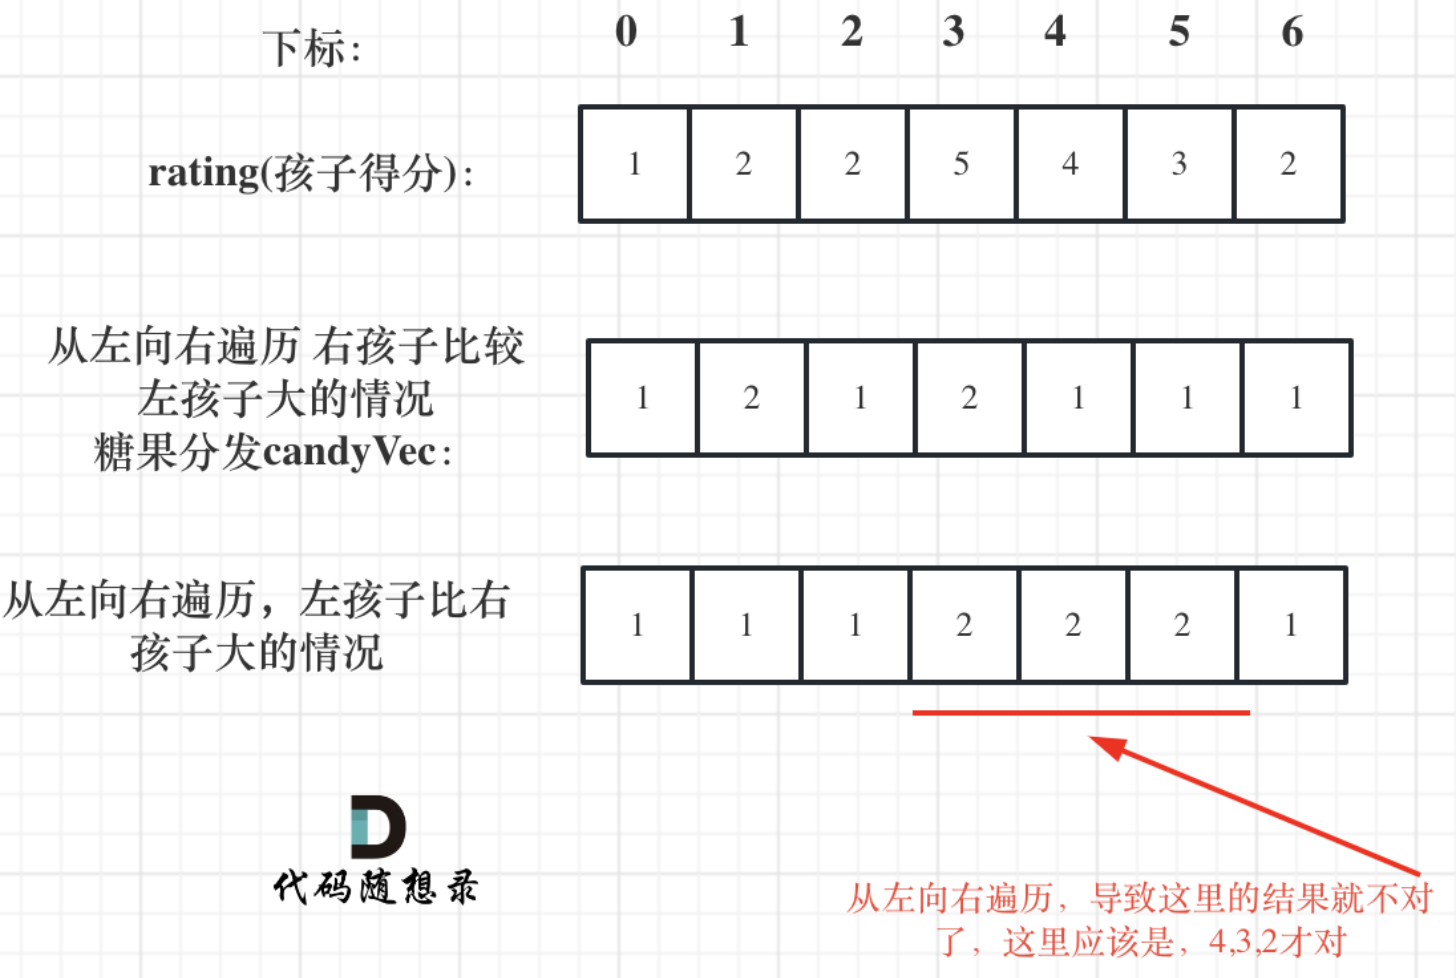 下标: 0 1 2 3 4 5 6
rating(孩子得分): 1 2 2 5 4 3 2
从左向右遍历 右孩子比较
左孩子大的情况
糖果分发candyVec: 1 2 1 2 1 1 1
从左向右遍历，左孩子比右
孩子大的情况
1 1 1 2 2 2 1
代码随想录
从左向右遍历，导致这里的结果就不对
了，这里应该是，4,3,2才对